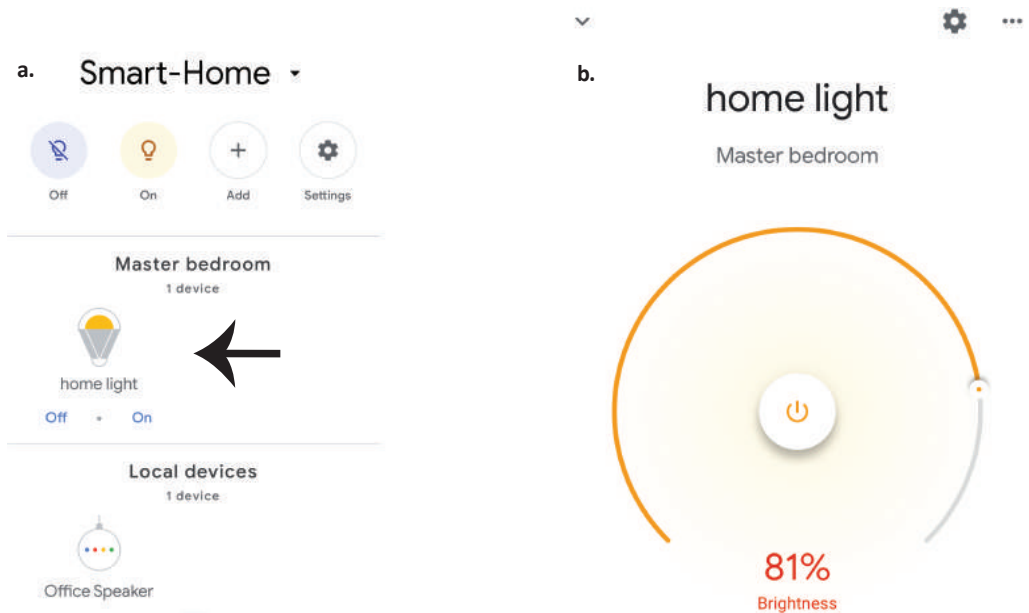 a.
Smart-Home
Off On Add Settings
Master bedroom
1 device
home light
Off • On
Local devices
1 device
Office Speaker
b.
home light
Master bedroom
81%
Brightness